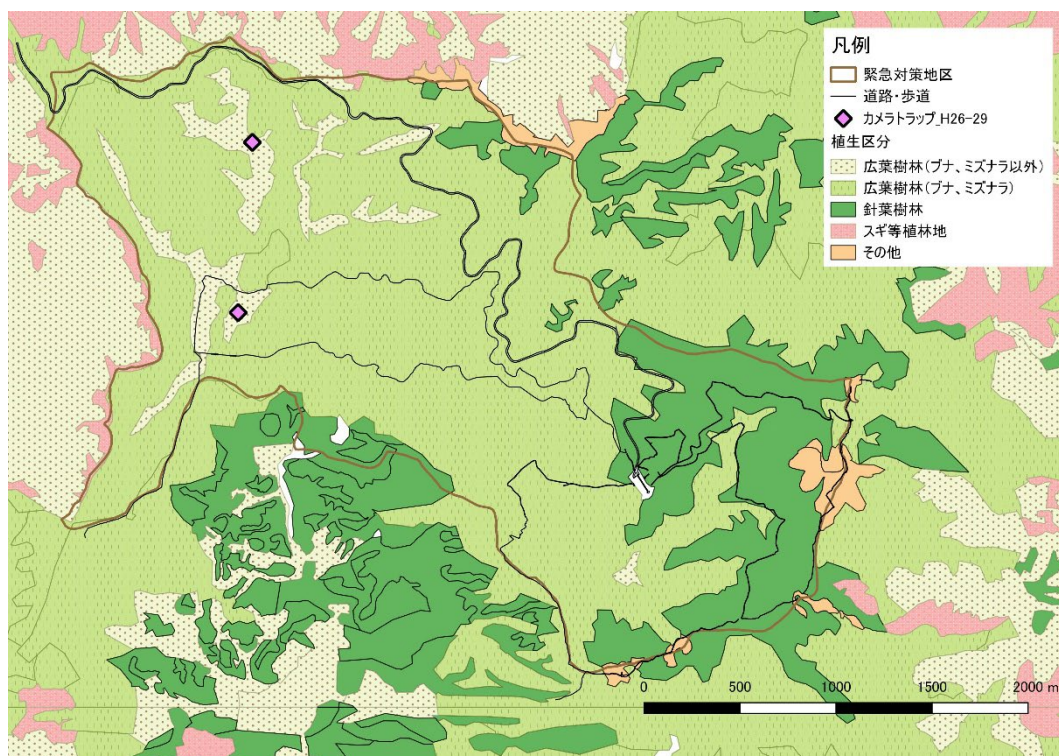 凡例
緊急対策地区
道路・歩道
カメラトラップ_H26-29
植生区分
広葉樹林(ブナ、ミズナラ以外)
広葉樹林(ブナ、ミズナラ)
針葉樹林
スギ等植林地
その他
0 500 1000 1500 2000 m